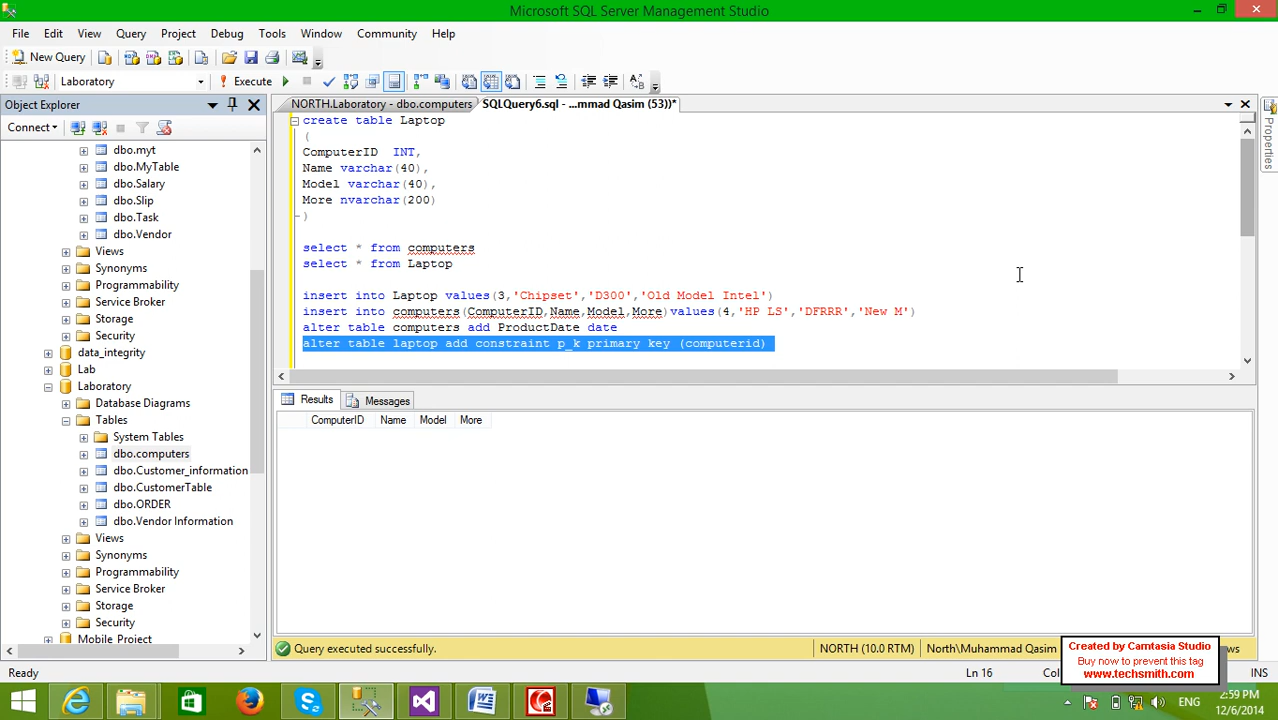 Microsoft SQL Server Management Studio
File Edit View Query Project Debug Tools Window Community Help
New Query
Laboratory Execute
Object Explorer
NORTH.Laboratory - dbo.computers SQLQuery6.sql - ...mmad Qasim (53))*
Properties
Connect
dbo.myt
dbo.MyTable
dbo.Salary
dbo.Slip
dbo.Task
dbo.Vendor
Views
Synonyms
Programmability
Service Broker
Storage
Security
data_integrity
Lab
Laboratory
Database Diagrams
Tables
System Tables
dbo.computers
dbo.Customer_information
dbo.CustomerTable
dbo.ORDER
dbo.Vendor Information
Views
Synonyms
Programmability
Service Broker
Storage
Security
Mobile_Project
create table Laptop
(
ComputerID INT,
Name varchar(40),
Model varchar(40),
More nvarchar(200)
)
select * from computers
select * from Laptop
insert into Laptop values(3,'Chipset','D300','Old Model Intel')
insert into computers(ComputerID,Name,Model,More)values(4,'HP LS','DFRRR','New M')
alter table computers add ProductDate date
alter table laptop add constraint p_k primary key (computerid)
Results Messages
ComputerID Name Model More
Query executed successfully. NORTH (10.0 RTM) North\Muhammad Qasim
Created by Camtasia Studio
Buy now to prevent this tag
www.techsmith.com
Ready Ln 16 INS
ENG 2:59 PM
12/6/2014